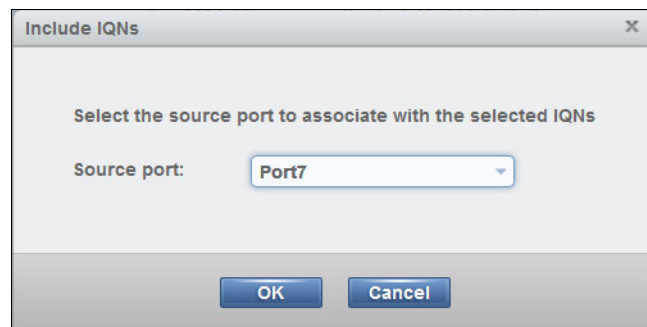 Include IQNs
Select the source port to associate with the selected IQNs
Source port: Port7
OK Cancel